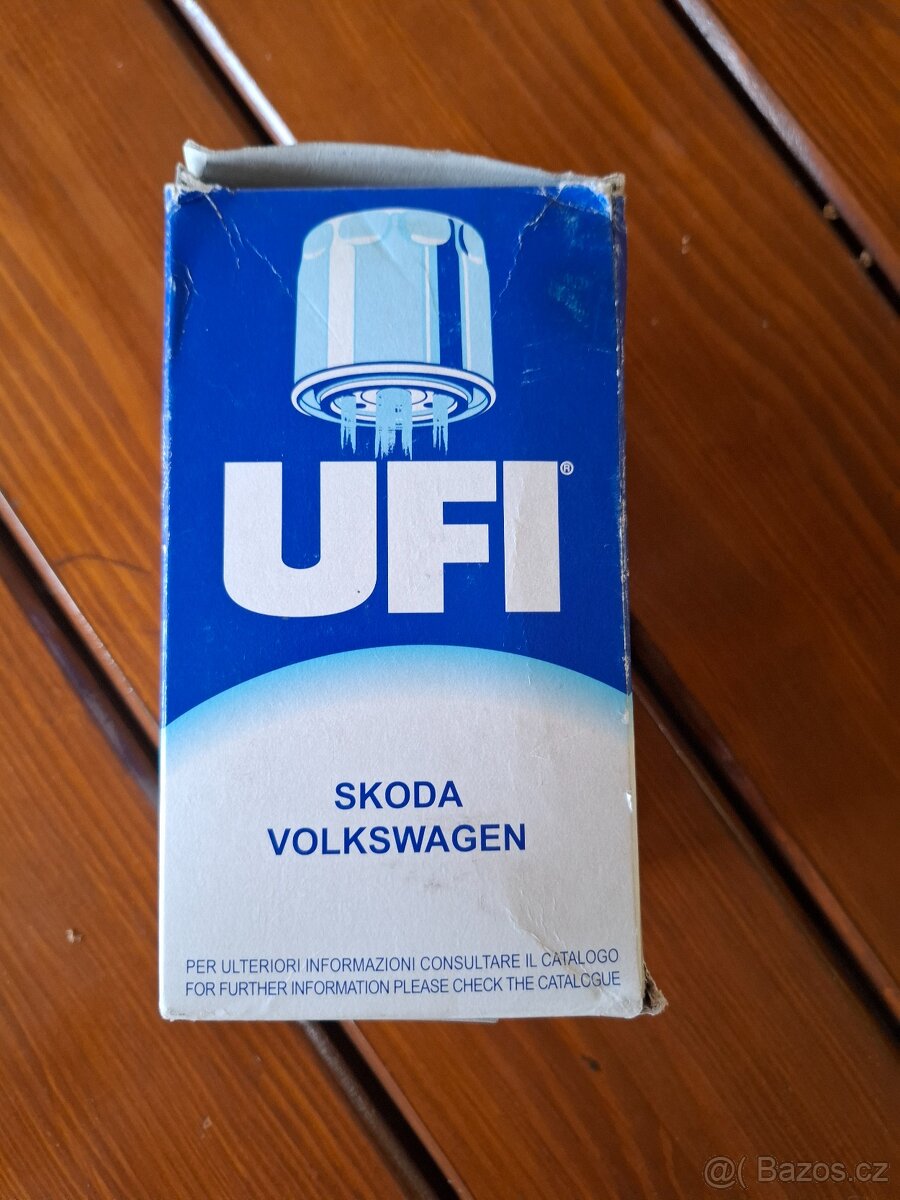 UFI®
SKODA
VOLKSWAGEN
PER ULTERIORI INFORMAZIONI CONSULTARE IL CATALOGO
FOR FURTHER INFORMATION PLEASE CHECK THE CATALOGUE
@( Bazos.cz